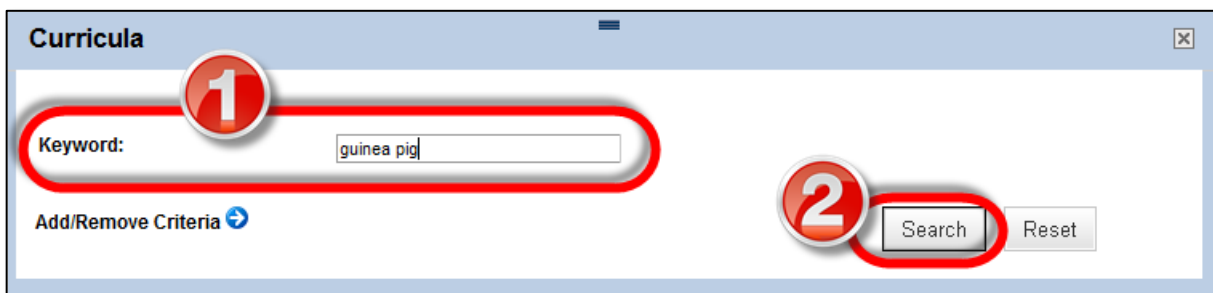 Curricula
1
Keyword: guinea pig
2
Add/Remove Criteria Search Reset